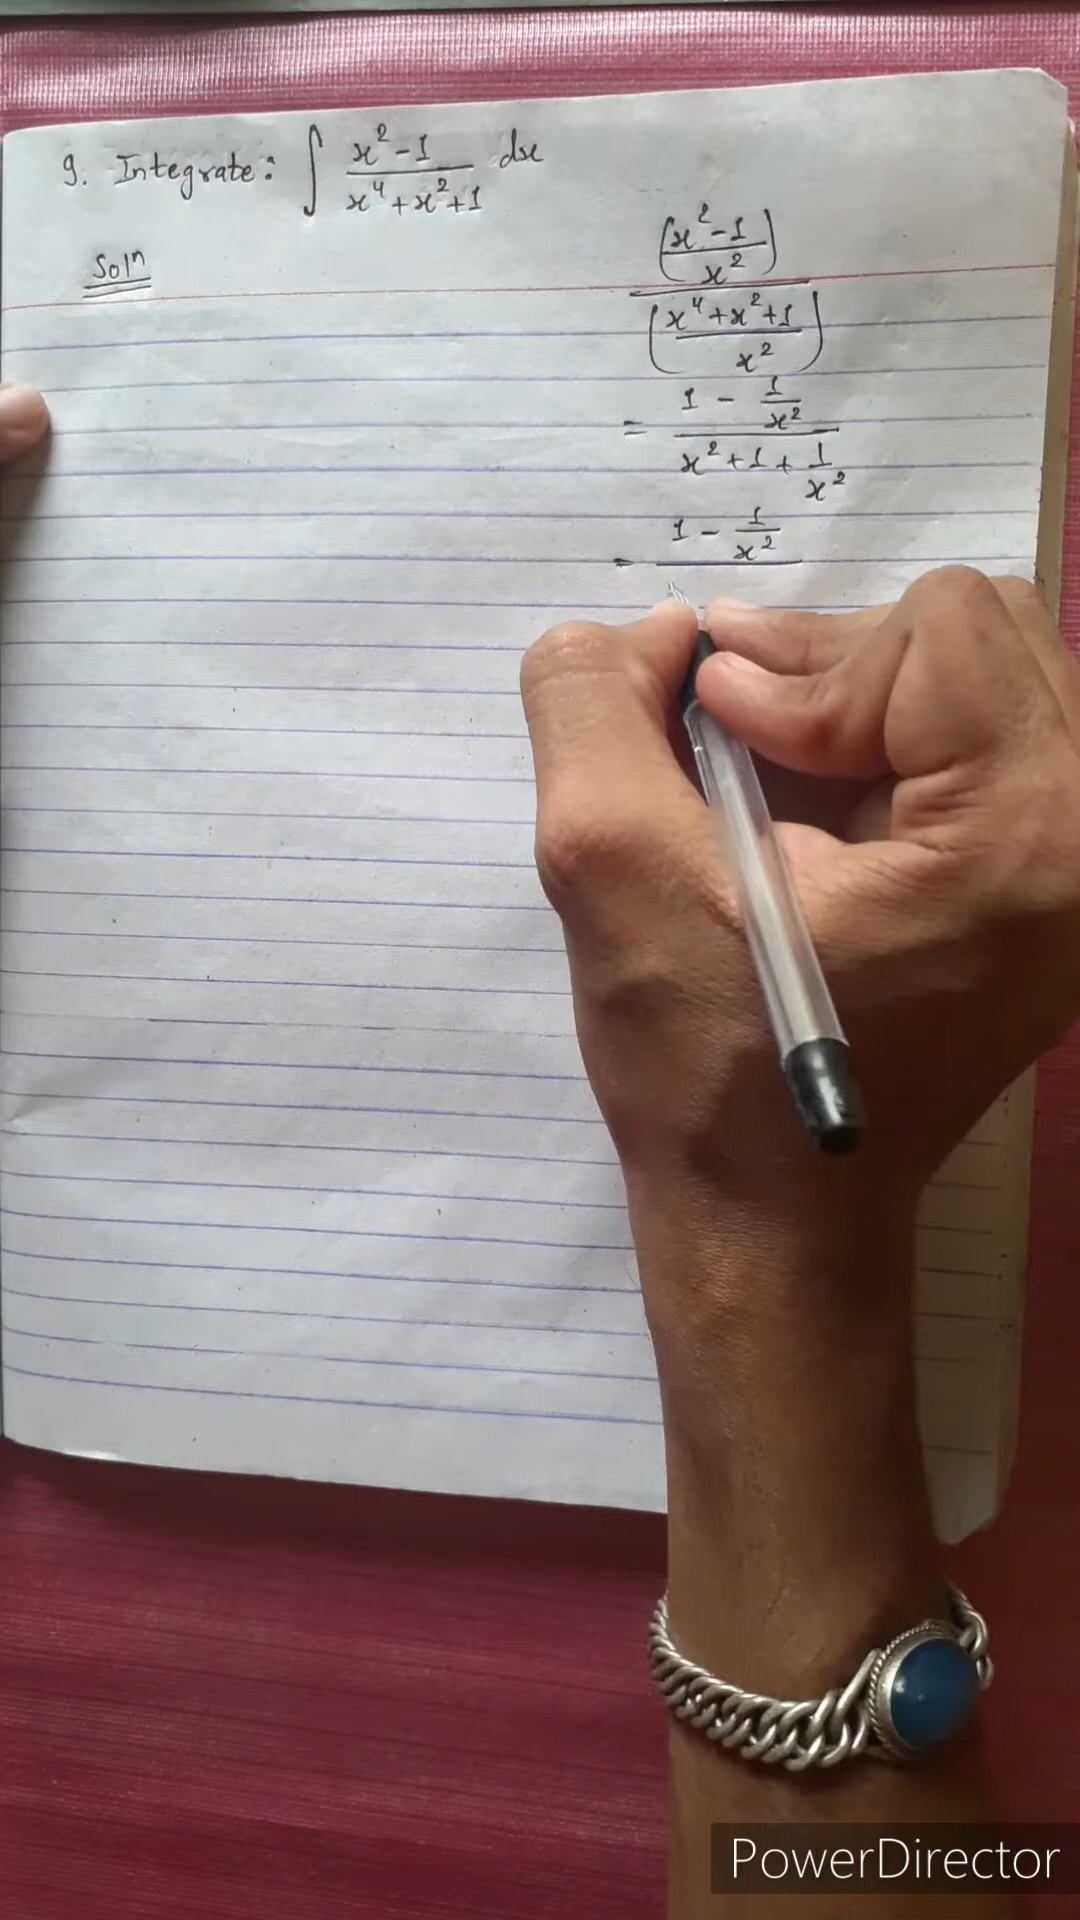 9. Integrate: ∫ (x² - 1)/(x⁴ + x² + 1) dx
Solⁿ
((x² - 1)/x²) / ((x⁴ + x² + 1)/x²)
= (1 - 1/x²) / (x² + 1 + 1/x²)
= 1 - 1/x²
PowerDirector